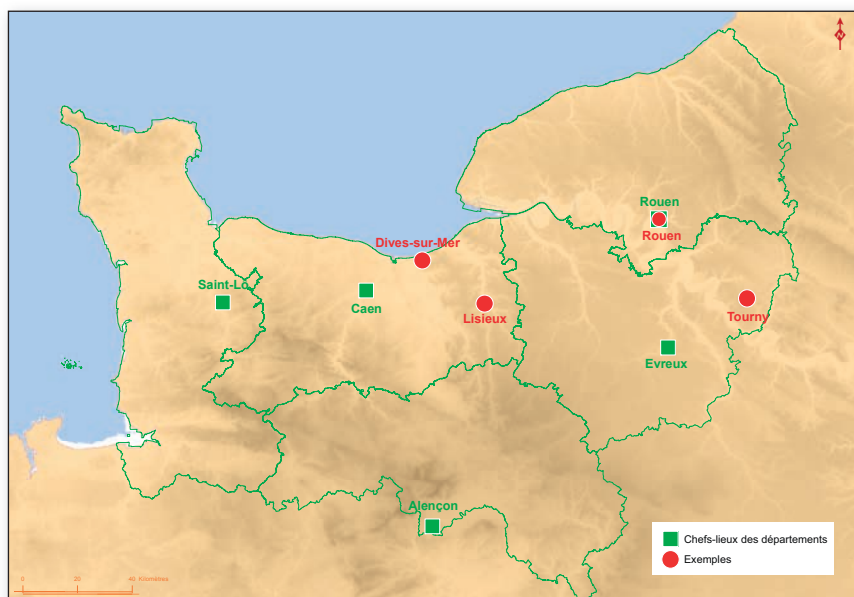 N
Rouen
Rouen
Dives-sur-Mer
Saint-Lô
Caen
Lisieux
Tourny
Evreux
Alençon
Chefs-lieux des départements
Exemples
0 20 40 Kilomètres